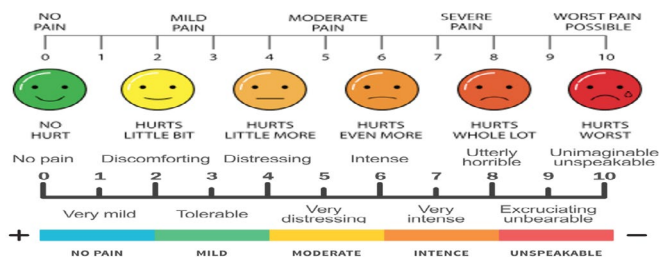 NO MILD MODERATE SEVERE WORST PAIN
PAIN PAIN PAIN PAIN POSSIBLE
0 1 2 3 4 5 6 7 8 9 10
NO HURTS HURTS HURTS HURTS HURTS
HURT LITTLE BIT LITTLE MORE EVEN MORE WHOLE LOT WORST
No pain Discomforting Distressing Intense Utterly horrible Unimaginable unspeakable
0 1 2 3 4 5 6 7 8 9 10
Very mild Tolerable Very distressing Very intense Excruciating unbearable
+ −
NO PAIN MILD MODERATE INTENCE UNSPEAKABLE